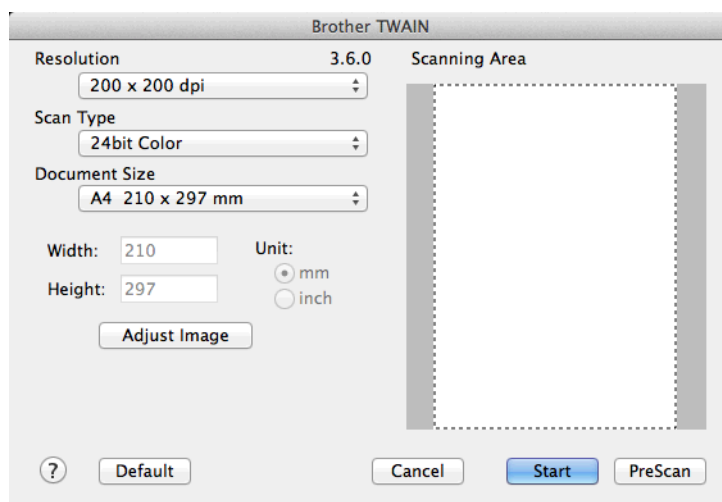 Brother TWAIN
Resolution 3.6.0
200 x 200 dpi
Scan Type
24bit Color
Document Size
A4 210 x 297 mm
Width: 210
Height: 297
Unit:
mm
inch
Adjust Image
Scanning Area
? Default Cancel Start PreScan